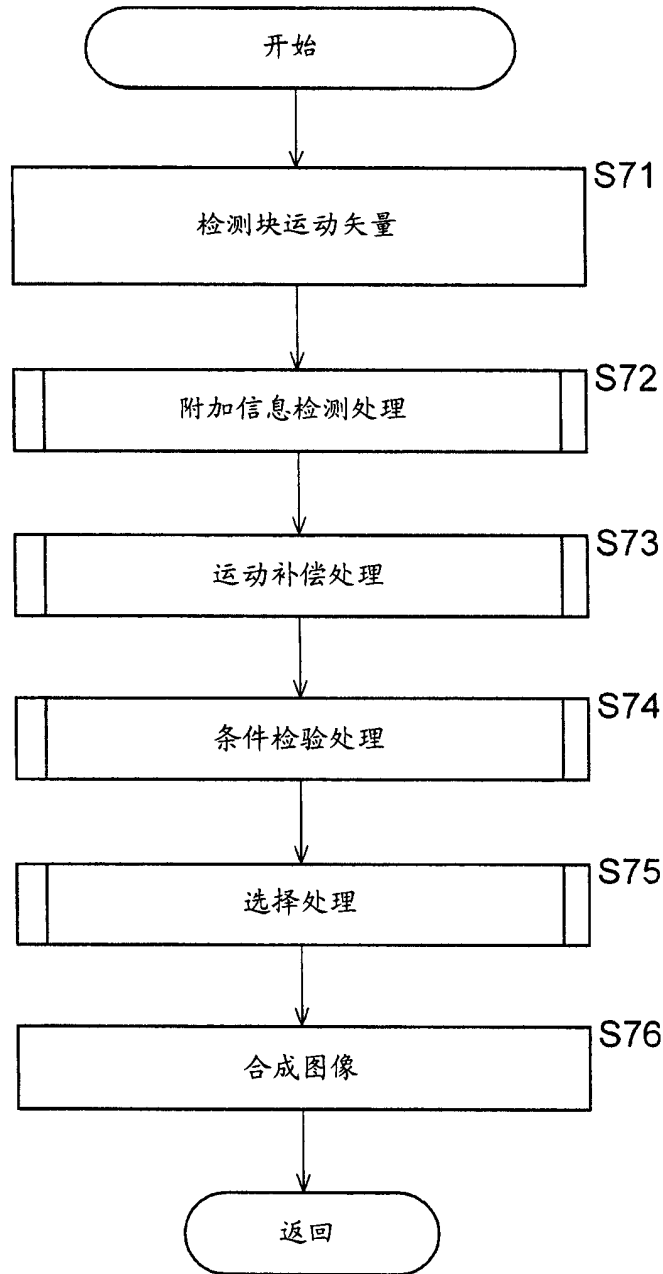 开始
S71
检测块运动矢量
S72
附加信息检测处理
S73
运动补偿处理
S74
条件检验处理
S75
选择处理
S76
合成图像
返回